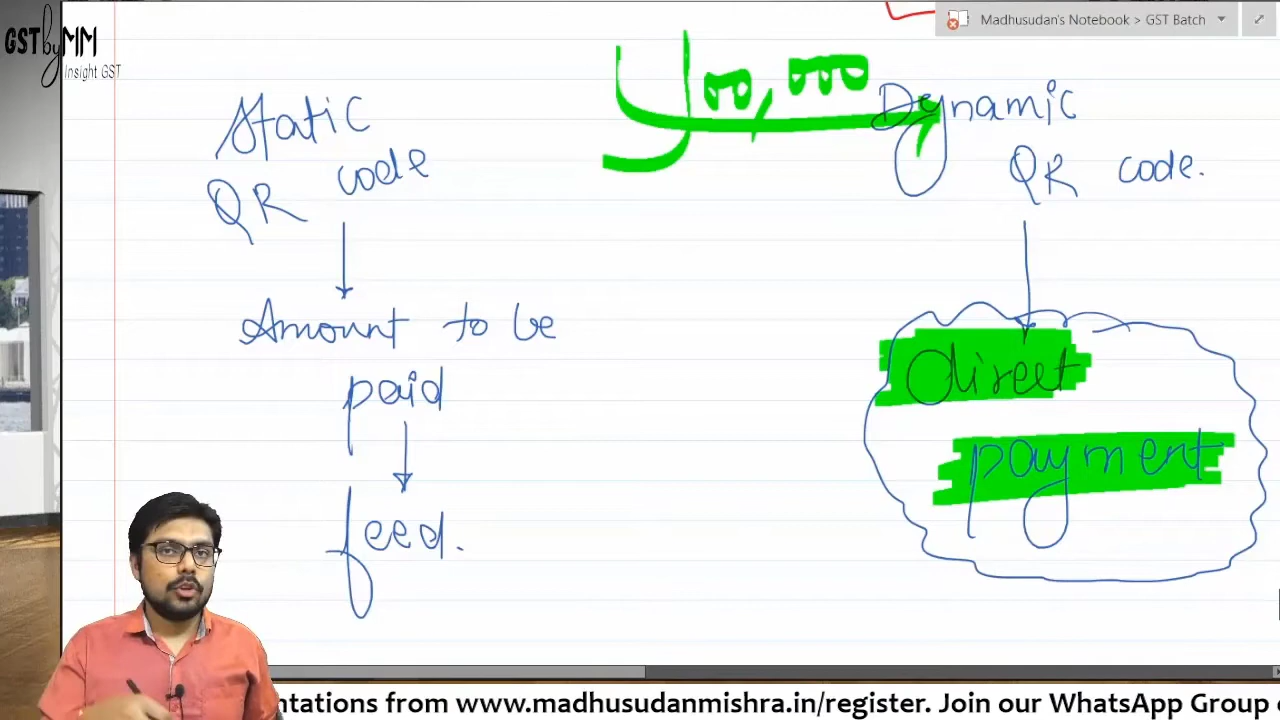 GST by MM
Insight GST
Madhusudan's Notebook > GST Batch
Static
QR code
Amount to be
paid
feed.
Dynamic
QR code.
direct
payment
ntations from www.madhusudanmishra.in/register. Join our WhatsApp Group